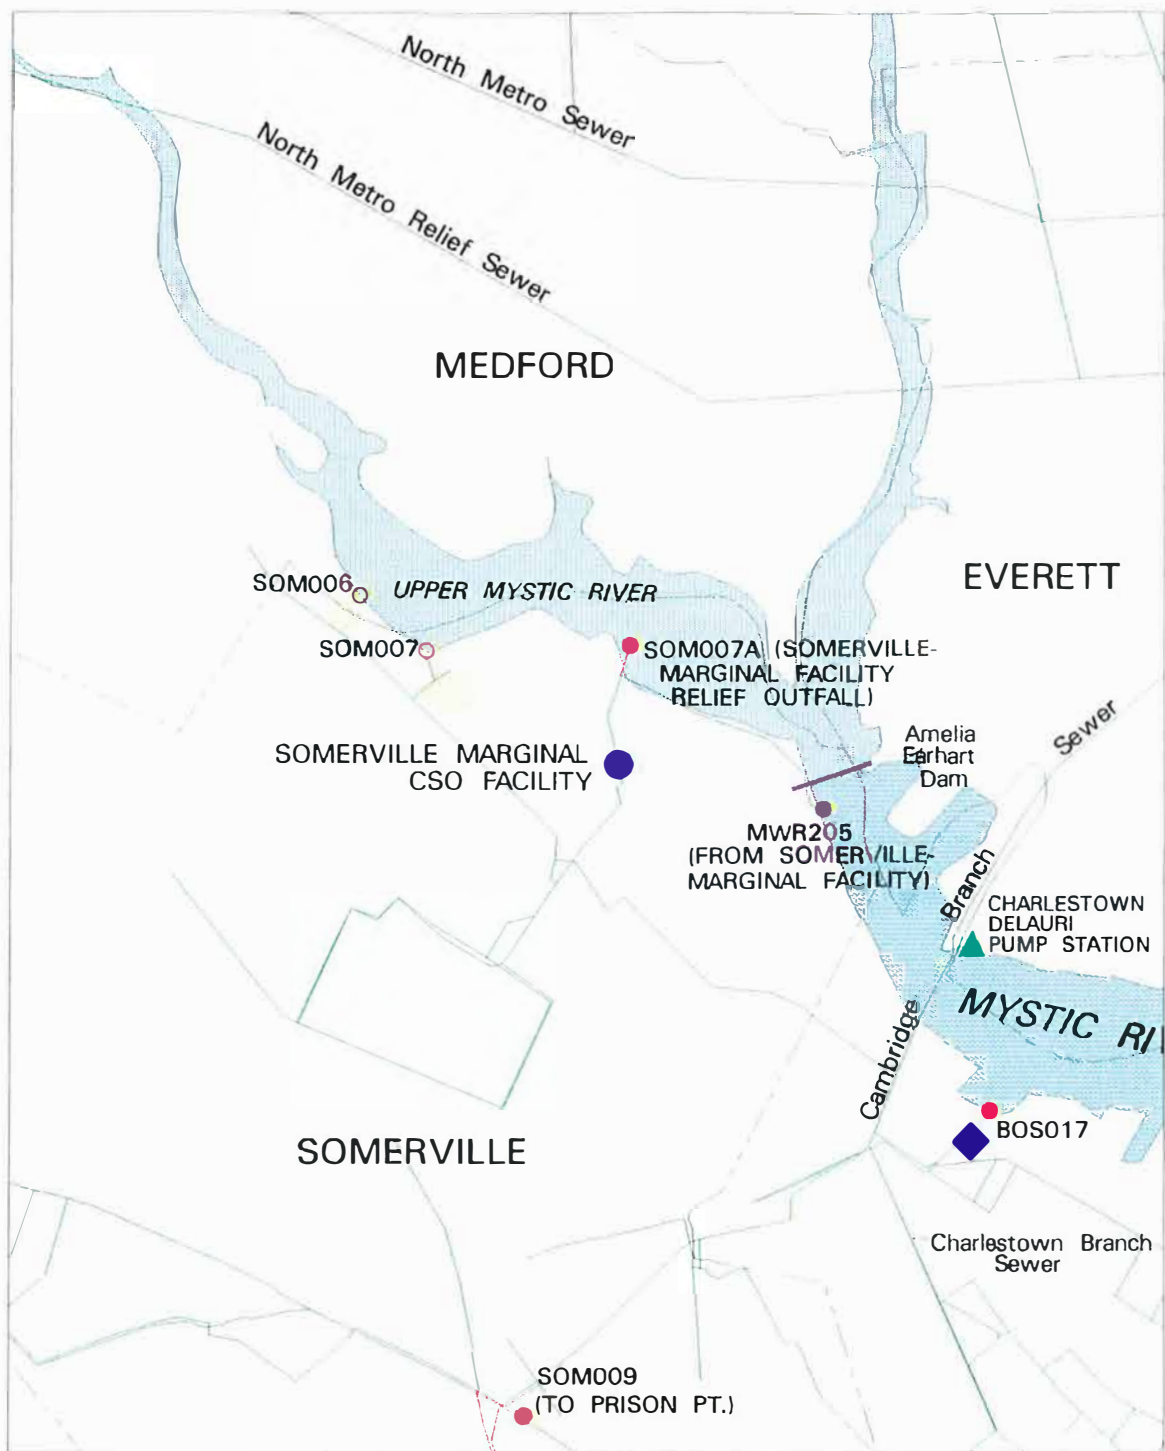 North Metro Sewer
North Metro Relief Sewer
MEDFORD
EVERETT
SOM006
UPPER MYSTIC RIVER
SOM007
SOM007A (SOMERVILLE-
MARGINAL FACILITY
RELIEF OUTFALL)
Sewer
Amelia
Earhart
Dam
SOMERVILLE MARGINAL
CSO FACILITY
MWR205
(FROM SOMERVILLE-
MARGINAL FACILITY)
Branch
CHARLESTOWN
DELAURI
PUMP STATION
MYSTIC RI
Cambridge
BOS017
SOMERVILLE
Charlestown Branch
Sewer
SOM009
(TO PRISON PT.)